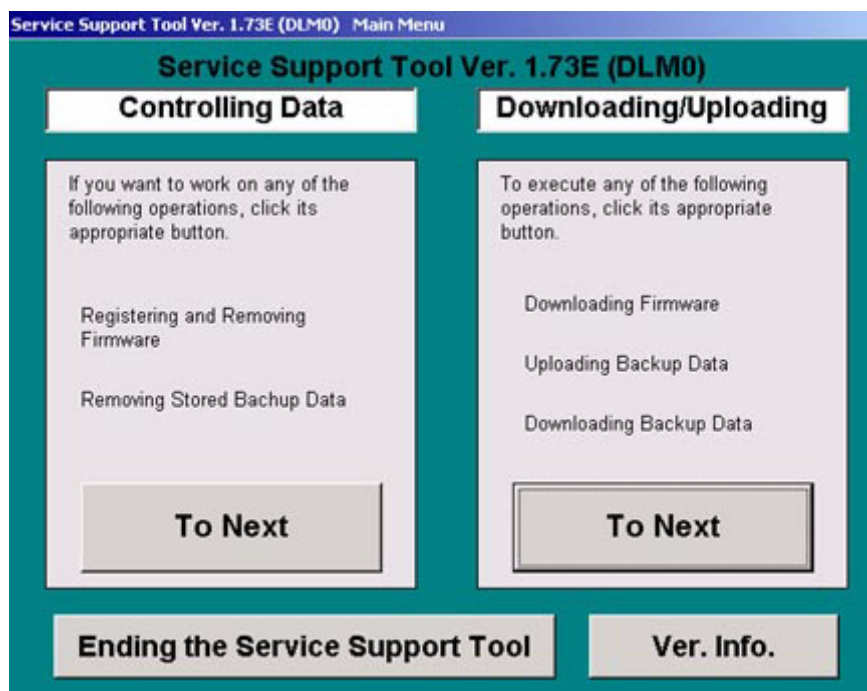 Service Support Tool Ver. 1.73E (DLM0) Main Menu
Service Support Tool Ver. 1.73E (DLM0)
Controlling Data
If you want to work on any of the
following operations, click its
appropriate button.
Registering and Removing
Firmware
Removing Stored Bachup Data
To Next
Downloading/Uploading
To execute any of the following
operations, click its appropriate
button.
Downloading Firmware
Uploading Backup Data
Downloading Backup Data
To Next
Ending the Service Support Tool
Ver. Info.